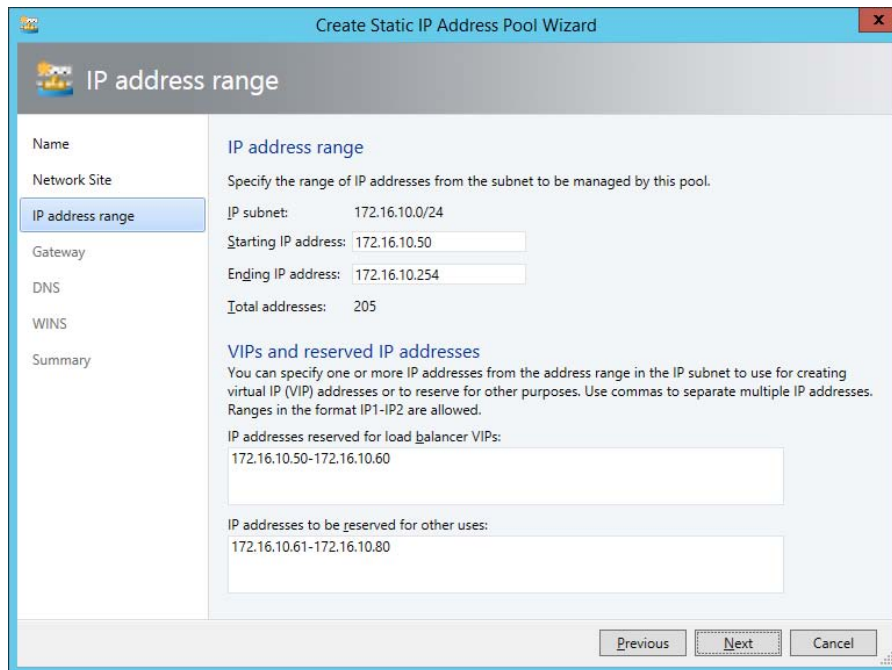 Create Static IP Address Pool Wizard
x
IP address range
Name
Network Site
IP address range
Gateway
DNS
WINS
Summary
IP address range
Specify the range of IP addresses from the subnet to be managed by this pool.
IP subnet: 172.16.10.0/24
Starting IP address: 172.16.10.50
Ending IP address: 172.16.10.254
Total addresses: 205
VIPs and reserved IP addresses
You can specify one or more IP addresses from the address range in the IP subnet to use for creating
virtual IP (VIP) addresses or to reserve for other purposes. Use commas to separate multiple IP addresses.
Ranges in the format IP1-IP2 are allowed.
IP addresses reserved for load balancer VIPs:
172.16.10.50-172.16.10.60
IP addresses to be reserved for other uses:
172.16.10.61-172.16.10.80
Previous Next Cancel